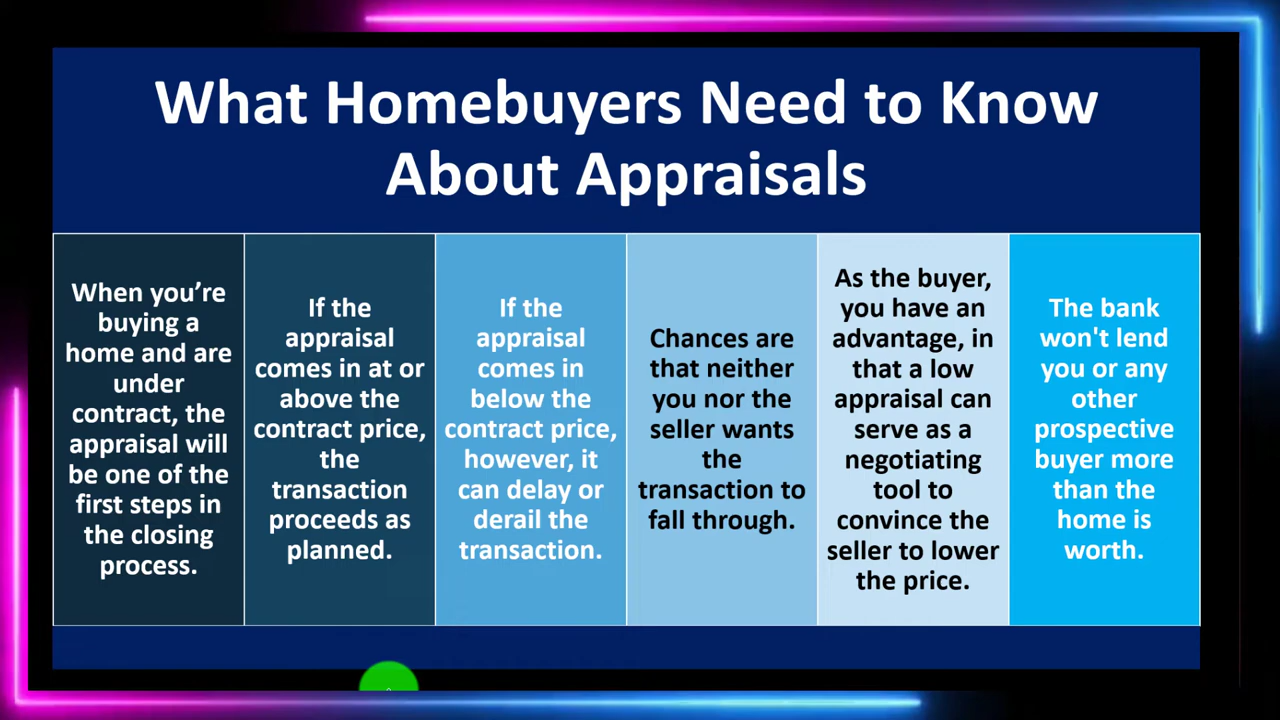 What Homebuyers Need to Know
About Appraisals
When you’re
buying a
home and are
under
contract, the
appraisal will
be one of the
first steps in
the closing
process.
If the
appraisal
comes in at or
above the
contract price,
the
transaction
proceeds as
planned.
If the
appraisal
comes in
below the
contract price,
however, it
can delay or
derail the
transaction.
Chances are
that neither
you nor the
seller wants
the
transaction to
fall through.
As the buyer,
you have an
advantage, in
that a low
appraisal can
serve as a
negotiating
tool to
convince the
seller to lower
the price.
The bank
won't lend
you or any
other
prospective
buyer more
than the
home is
worth.